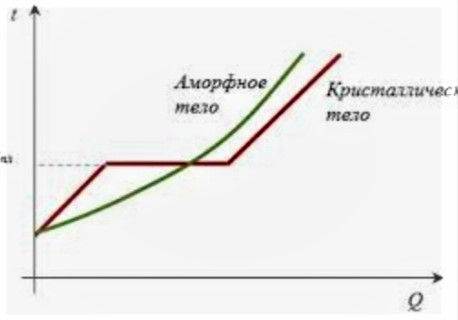 t
Аморфное
тело
Кристаллическ
тело
Q